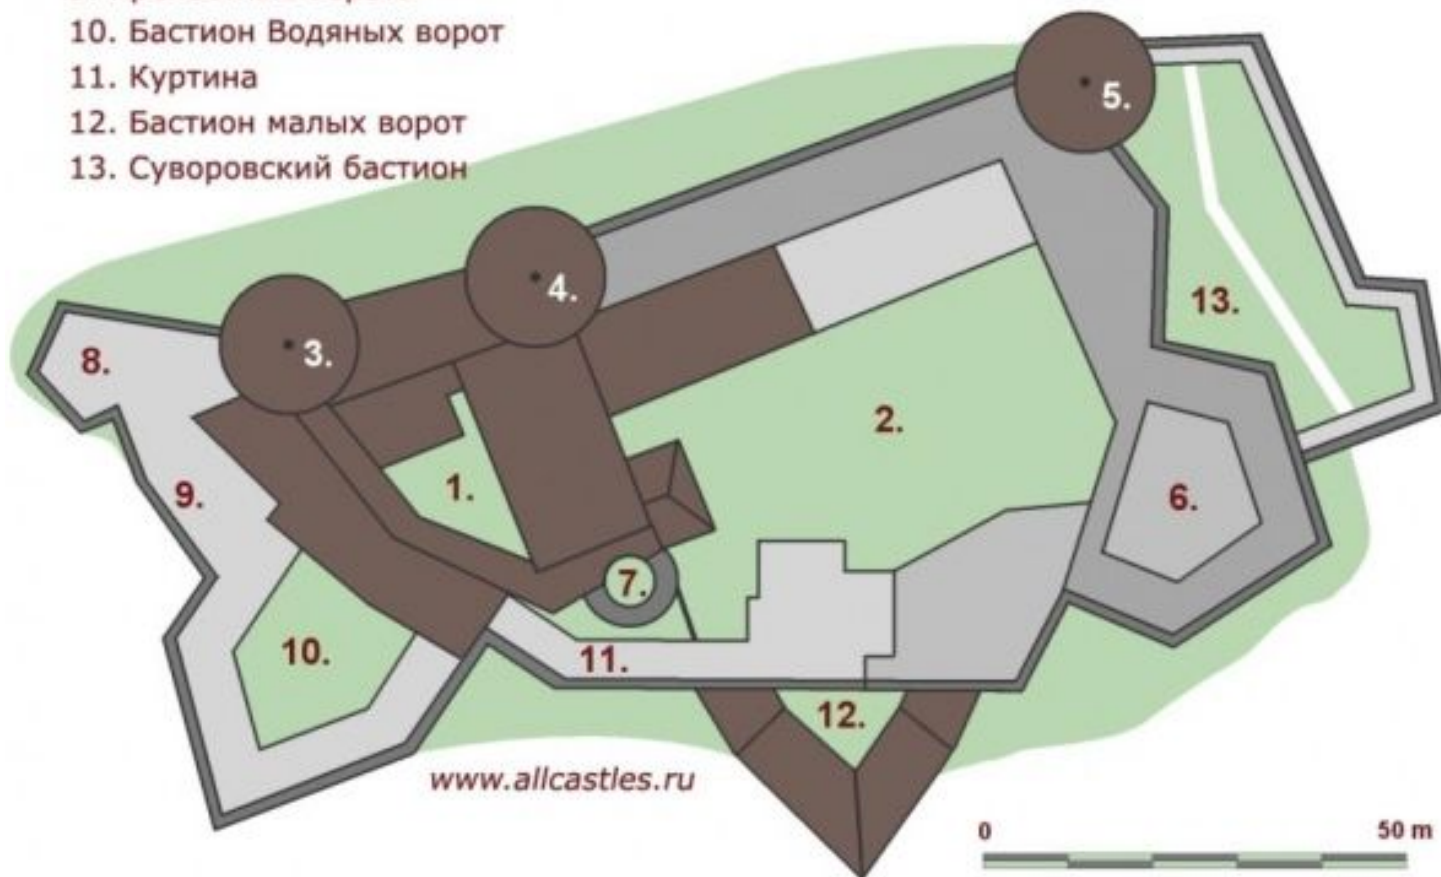 10. Бастион Водяных ворот
11. Куртина
12. Бастион малых ворот
13. Суворовский бастион
5.
4.
3.
8.
13.
2.
9.
1.
6.
7.
10.
11.
12.
www.allcastles.ru
0 50 m